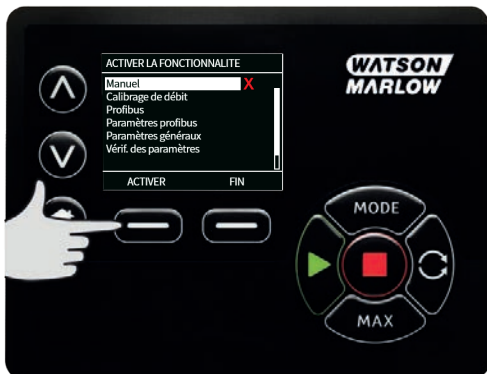 ACTIVER LA FONCTIONNALITE
Manuel X
Calibrage de débit
Profibus
Paramètres profibus
Paramètres généraux
Vérif. des paramètres
ACTIVER FIN
WATSON
MARLOW
MODE
MAX